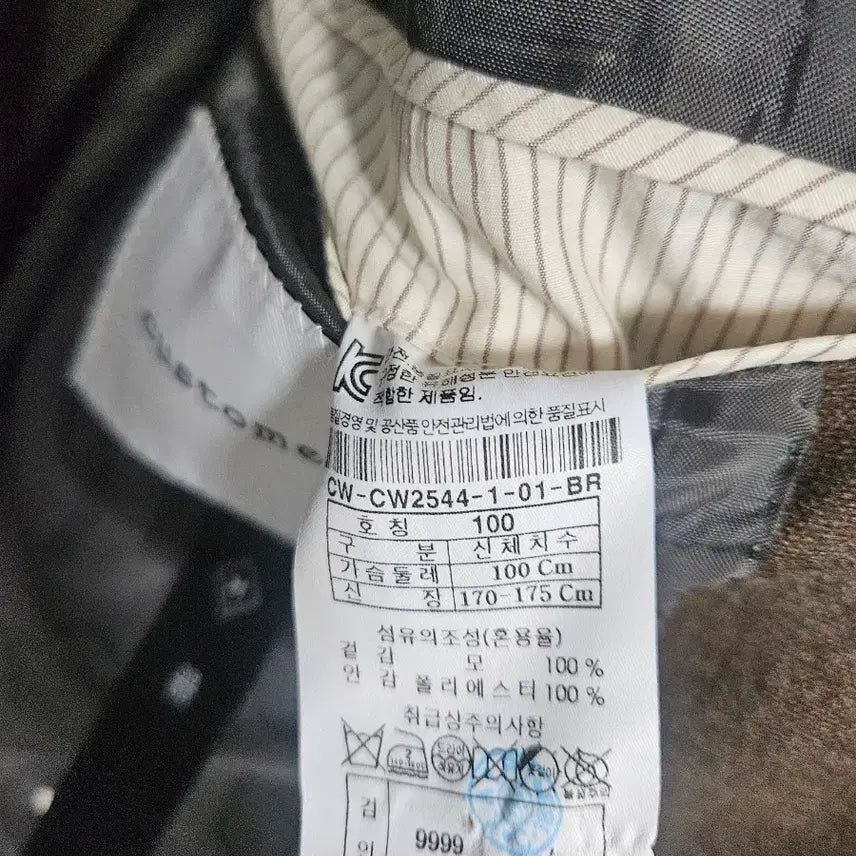 custome
적합한 제품임.
품질경영 및 공산품 안전관리법에 의한 품질표시
CW-CW2544-1-01-BR
호 칭 100
구 분 신체치수
가슴둘레 100 Cm
신 장 170-175 Cm
섬유의조성(혼용율)
겉 감 모 100 %
안 감 폴리에스터 100 %
취급상주의사항
검
9999